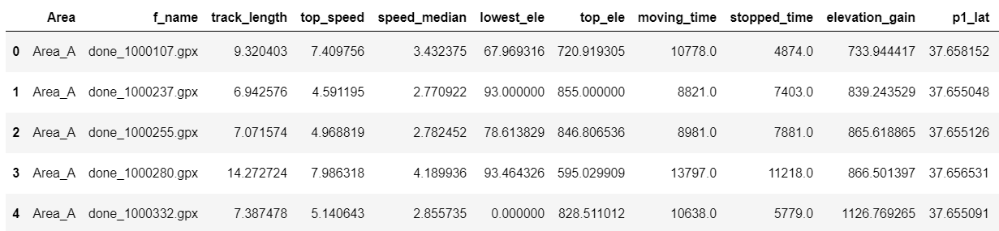 Area f_name track_length top_speed speed_median lowest_ele top_ele moving_time stopped_time elevation_gain p1_lat
0 Area_A done_1000107.gpx 9.320403 7.409756 3.432375 67.969316 720.919305 10778.0 4874.0 733.944417 37.658152
1 Area_A done_1000237.gpx 6.942576 4.591195 2.770922 93.000000 855.000000 8821.0 7403.0 839.243529 37.655048
2 Area_A done_1000255.gpx 7.071574 4.968819 2.782452 78.613829 846.806536 8981.0 7881.0 865.618865 37.655126
3 Area_A done_1000280.gpx 14.272724 7.986318 4.189936 93.464326 595.029909 13797.0 11218.0 866.501397 37.656531
4 Area_A done_1000332.gpx 7.387478 5.140643 2.855735 0.000000 828.511012 10638.0 5779.0 1126.769265 37.655091